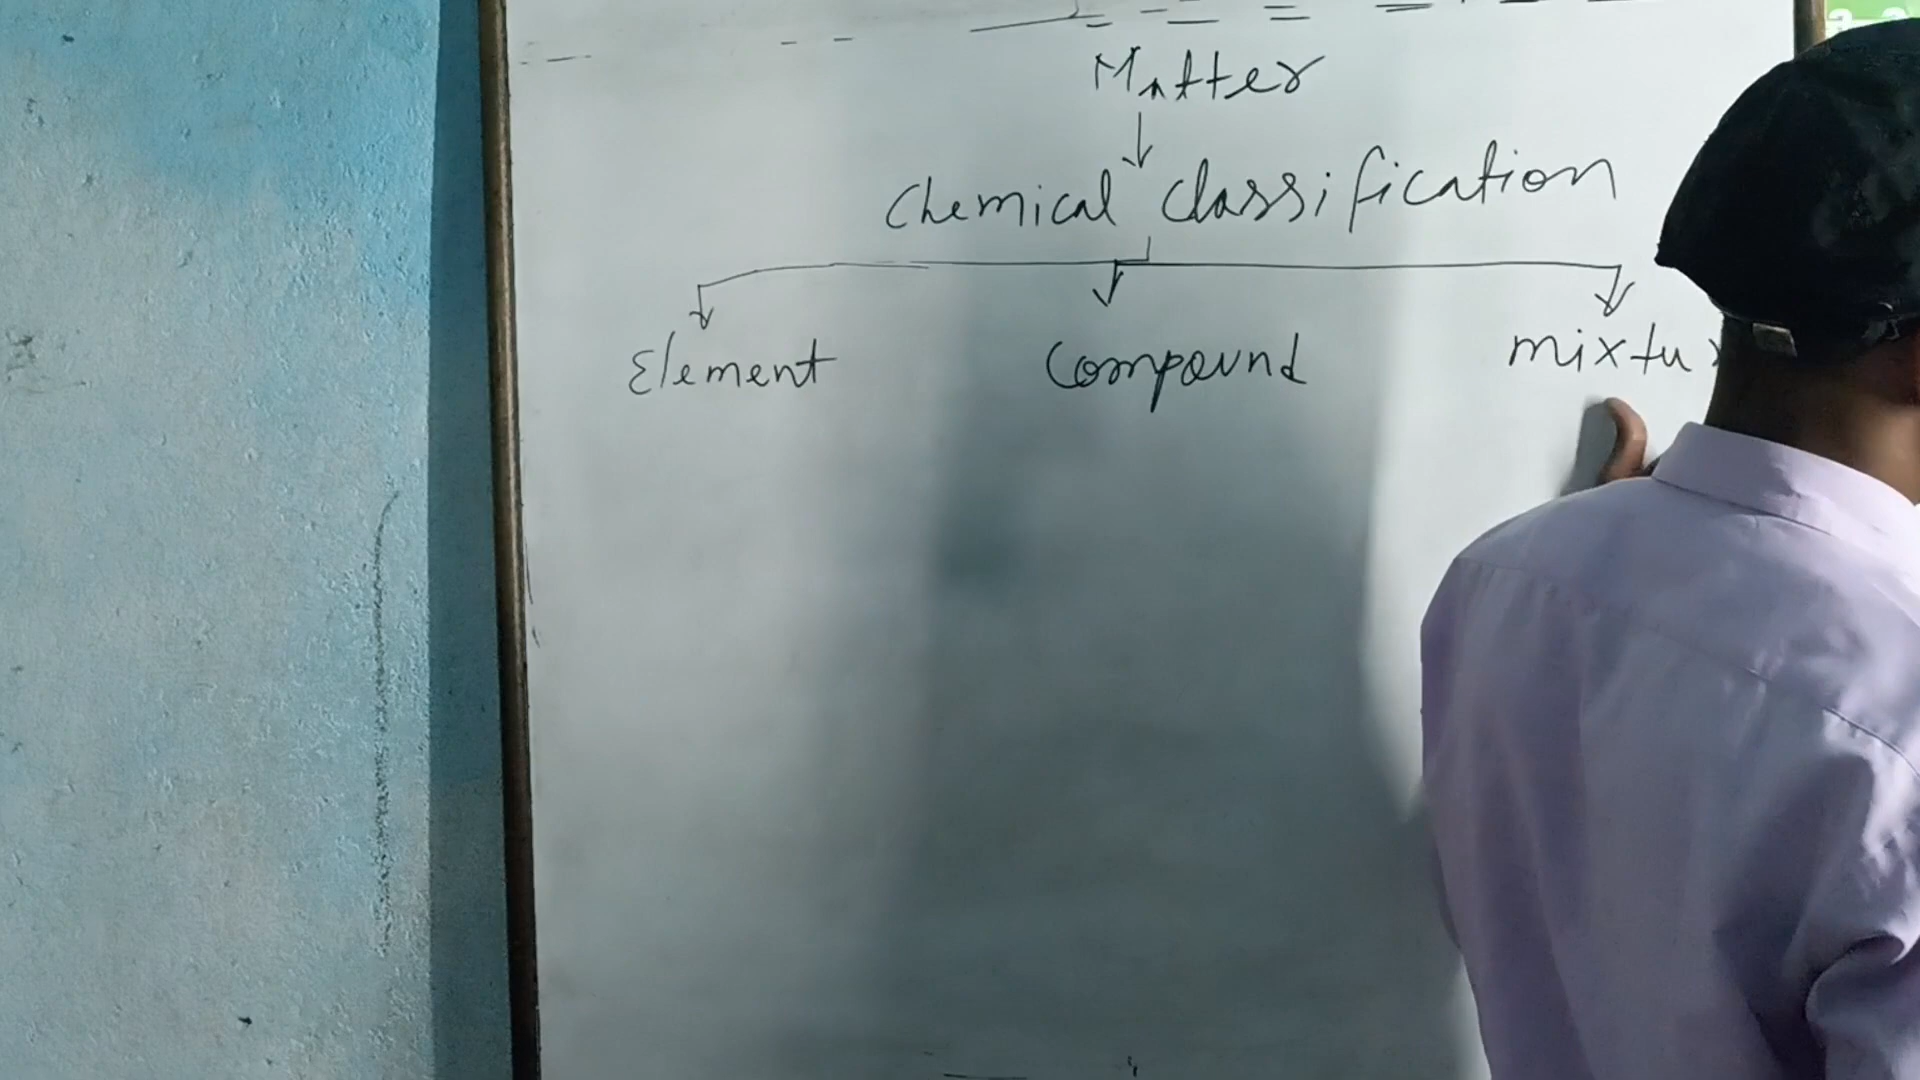 Matter
Chemical classification
Element Compound mixtu